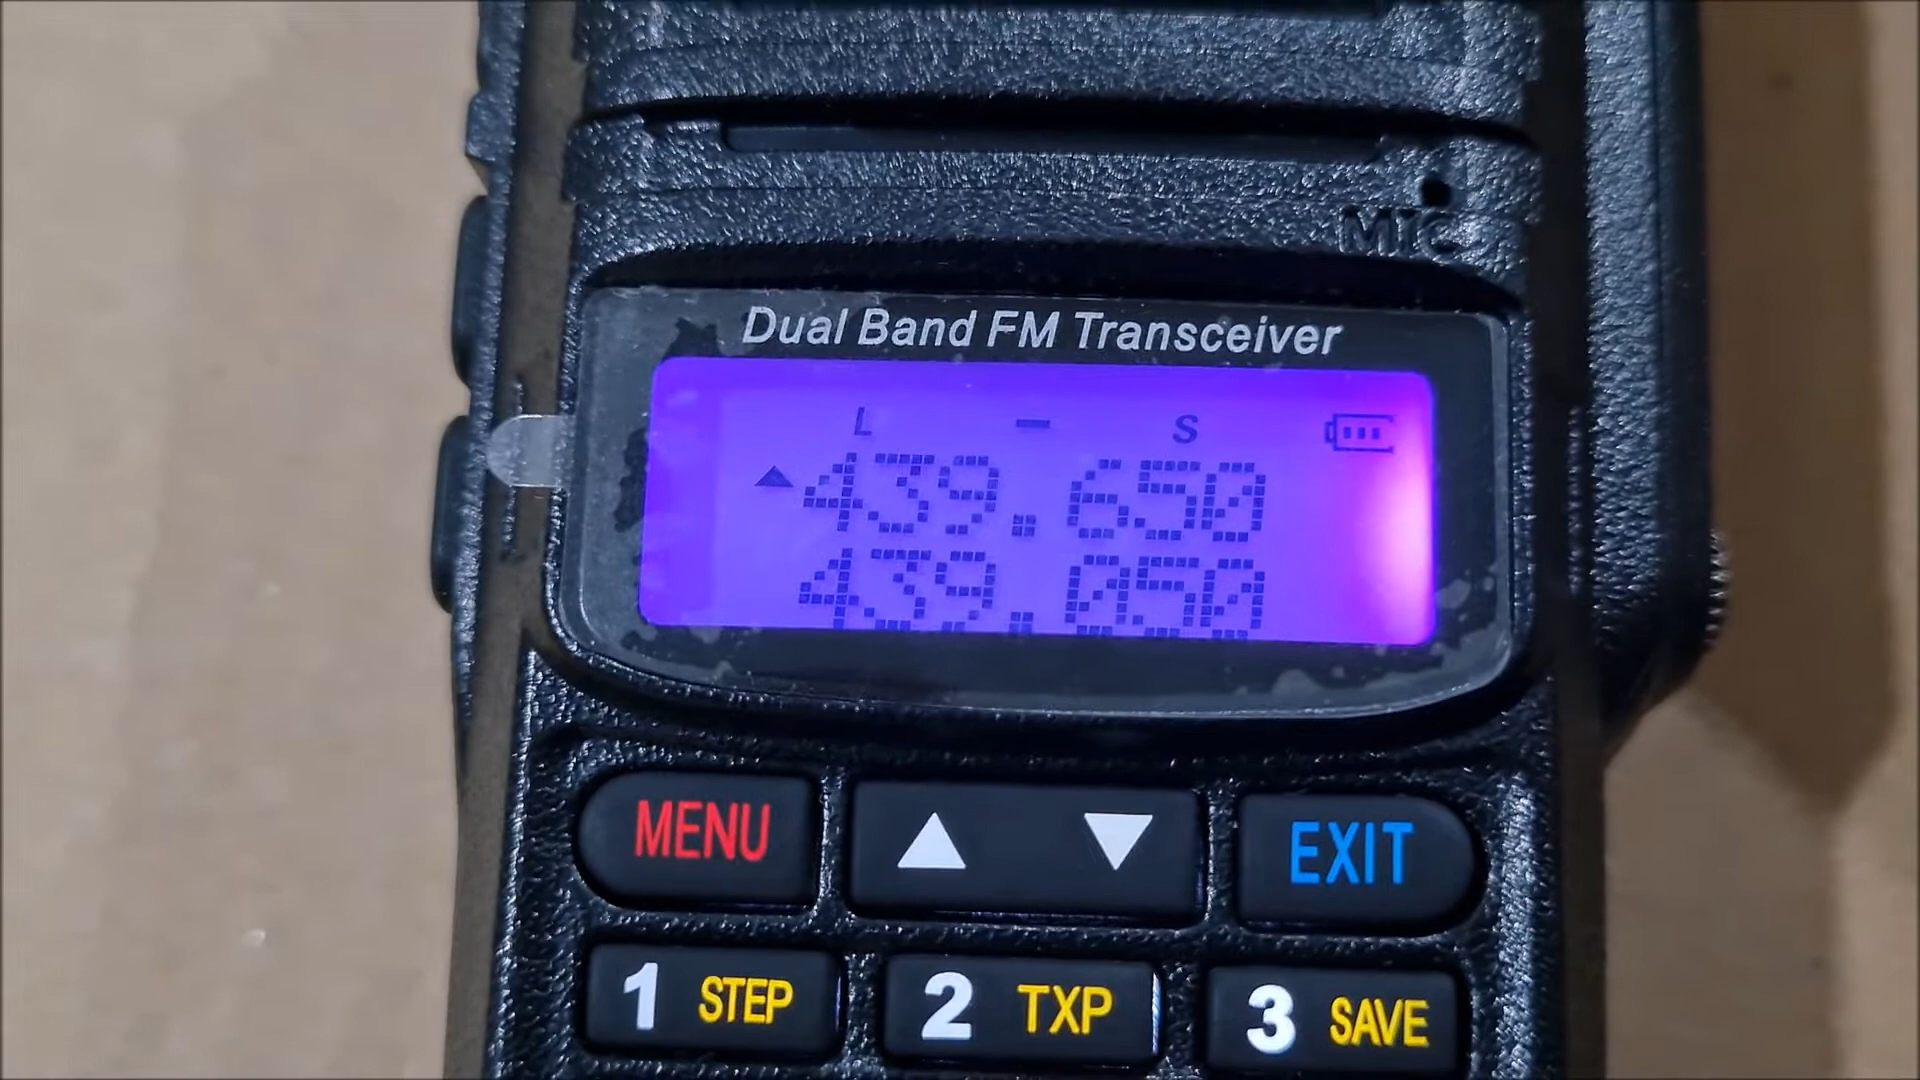 MIC
Dual Band FM Transceiver
L - S
▲439.650
439.050
MENU ▲ ▼ EXIT
1 STEP 2 TXP 3 SAVE